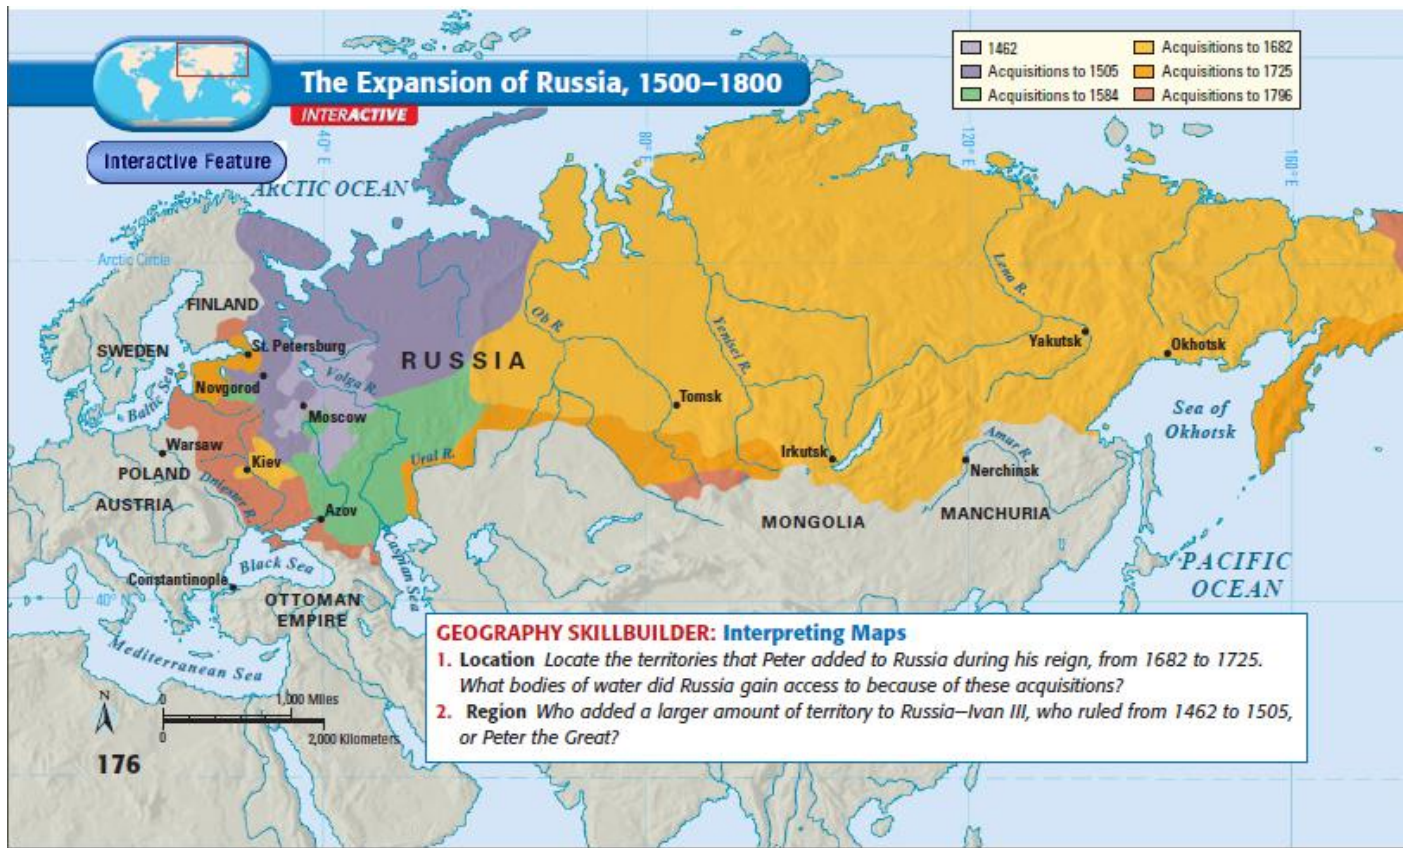 The Expansion of Russia, 1500–1800
INTERACTIVE
Interactive Feature
1462
Acquisitions to 1505
Acquisitions to 1584
Acquisitions to 1682
Acquisitions to 1725
Acquisitions to 1796
40° E
80° E
120° E
160° E
ARCTIC OCEAN
Arctic Circle
FINLAND
SWEDEN
St. Petersburg
RUSSIA
Novgorod
Baltic Sea
Volga R.
Moscow
Warsaw
POLAND
Kiev
Ural R.
AUSTRIA
Dniester R.
Azov
Ob R.
Yenisei R.
Lena R.
Tomsk
Irkutsk
Yakutsk
Okhotsk
Sea of
Okhotsk
Amur R.
Nerchinsk
MONGOLIA
MANCHURIA
PACIFIC
OCEAN
Black Sea
Caspian Sea
Constantinople
40° N
OTTOMAN
EMPIRE
Mediterranean Sea
N
0 1,000 Miles
0 2,000 Kilometers
176
GEOGRAPHY SKILLBUILDER: Interpreting Maps
1. Location Locate the territories that Peter added to Russia during his reign, from 1682 to 1725.
What bodies of water did Russia gain access to because of these acquisitions?
2. Region Who added a larger amount of territory to Russia—Ivan III, who ruled from 1462 to 1505,
or Peter the Great?